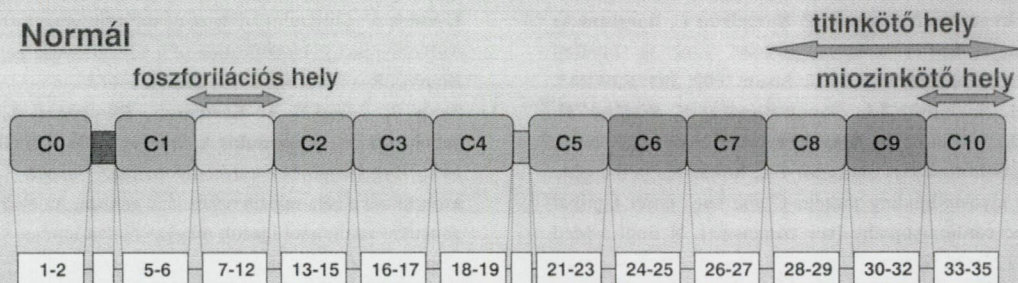 Normál
titinkötő hely
foszforilációs hely
miozinkötő hely
C0 C1 C2 C3 C4 C5 C6 C7 C8 C9 C10
1-2 5-6 7-12 13-15 16-17 18-19 21-23 24-25 26-27 28-29 30-32 33-35